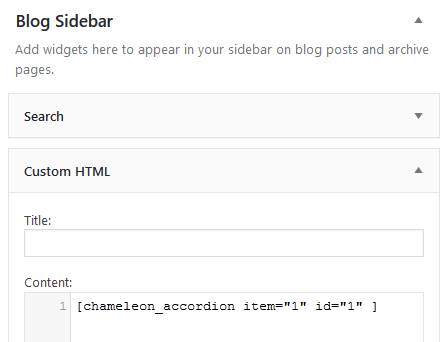 Blog Sidebar
Add widgets here to appear in your sidebar on blog posts and archive
pages.
Search
Custom HTML
Title:
Content:
1 [chameleon_accordion item="1" id="1" ]